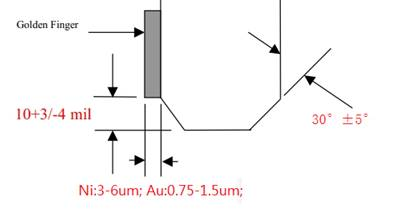 Golden Finger
10+3/-4 mil
30° ±5°
Ni:3-6um; Au:0.75-1.5um;